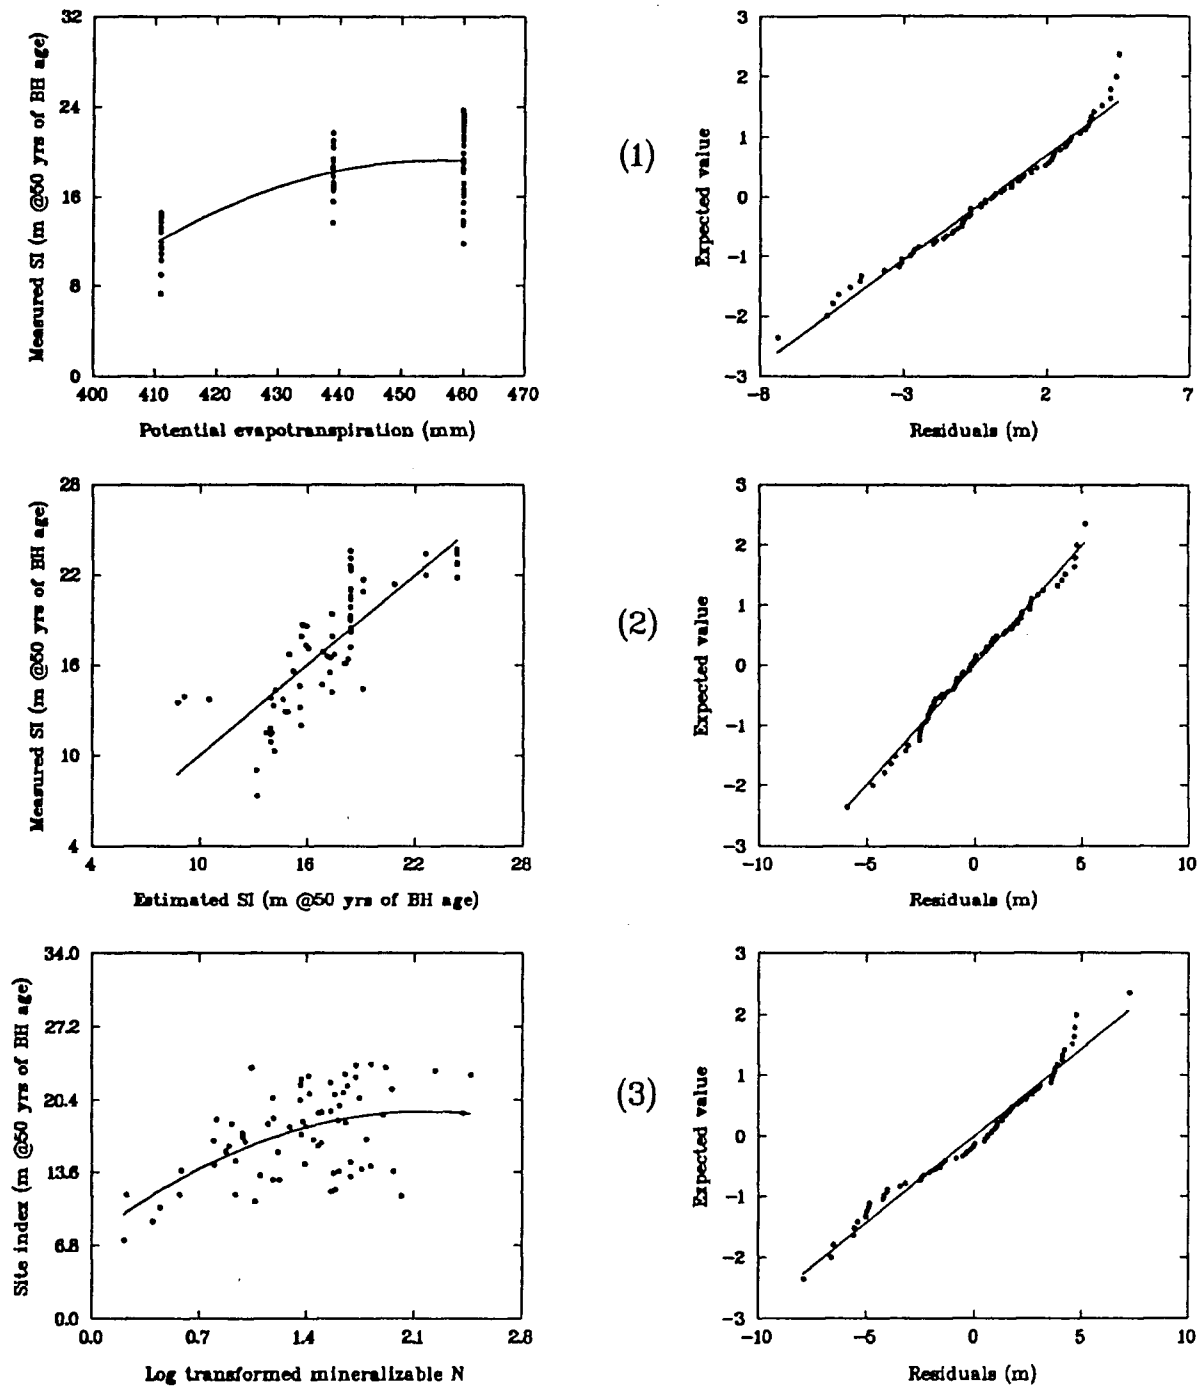 Measured SI (m @50 yrs of BH age)
32
24
16
8
0
400 410 420 430 440 450 460 470
Potential evapotranspiration (mm)
(1)
Expected value
3
2
1
0
-1
-2
-3
-8 -3 2 7
Residuals (m)
Measured SI (m @50 yrs of BH age)
28
22
16
10
4
4 10 16 22 28
Estimated SI (m @50 yrs of BH age)
(2)
Expected value
3
2
1
0
-1
-2
-3
-10 -5 0 5 10
Residuals (m)
Site index (m @50 yrs of BH age)
34.0
27.2
20.4
13.6
6.8
0.0
0.0 0.7 1.4 2.1 2.8
Log transformed mineralizable N
(3)
Expected value
3
2
1
0
-1
-2
-3
-10 -5 0 5 10
Residuals (m)